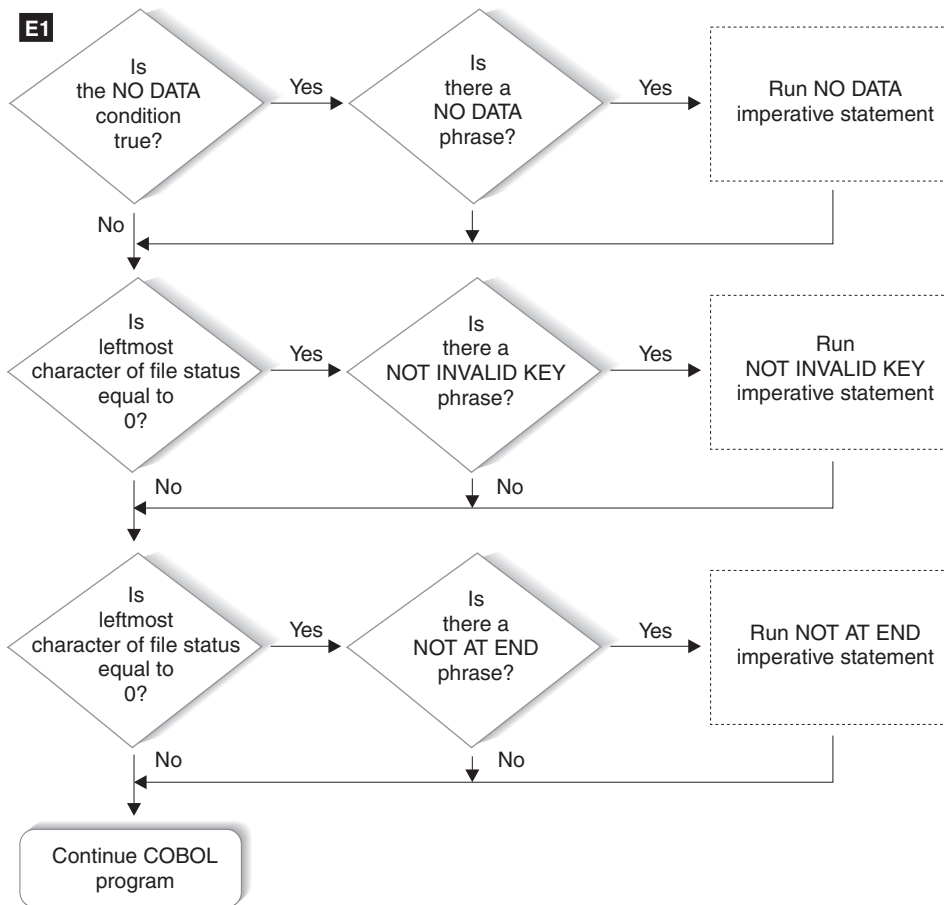 E1
Is
the NO DATA
condition
true?
Yes
Is
there a
NO DATA
phrase?
Yes
Run NO DATA
imperative statement
No
Is
leftmost
character of file status
equal to
0?
Yes
Is
there a
NOT INVALID KEY
phrase?
Yes
Run
NOT INVALID KEY
imperative statement
No
No
Is
leftmost
character of file status
equal to
0?
Yes
Is
there a
NOT AT END
phrase?
Yes
Run NOT AT END
imperative statement
No
No
Continue COBOL
program